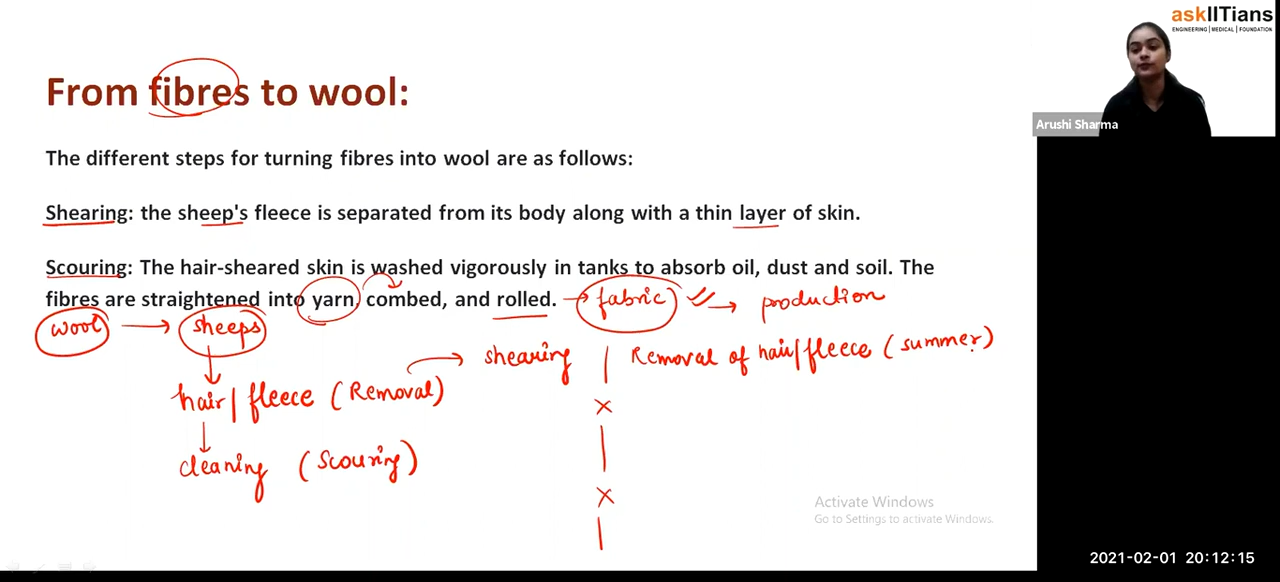 askIITians
ENGINEERING | MEDICAL | FOUNDATION
From fibres to wool:
Arushi Sharma
The different steps for turning fibres into wool are as follows:
Shearing: the sheep's fleece is separated from its body along with a thin layer of skin.
Scouring: The hair-sheared skin is washed vigorously in tanks to absorb oil, dust and soil. The
fibres are straightened into yarn, combed, and rolled. → fabric → production
wool → sheeps
shearing | Removal of hair/fleece (summer)
hair/fleece (Removal)
cleaning (Scouring)
Activate Windows
Go to Settings to activate Windows.
2021-02-01 20:12:15